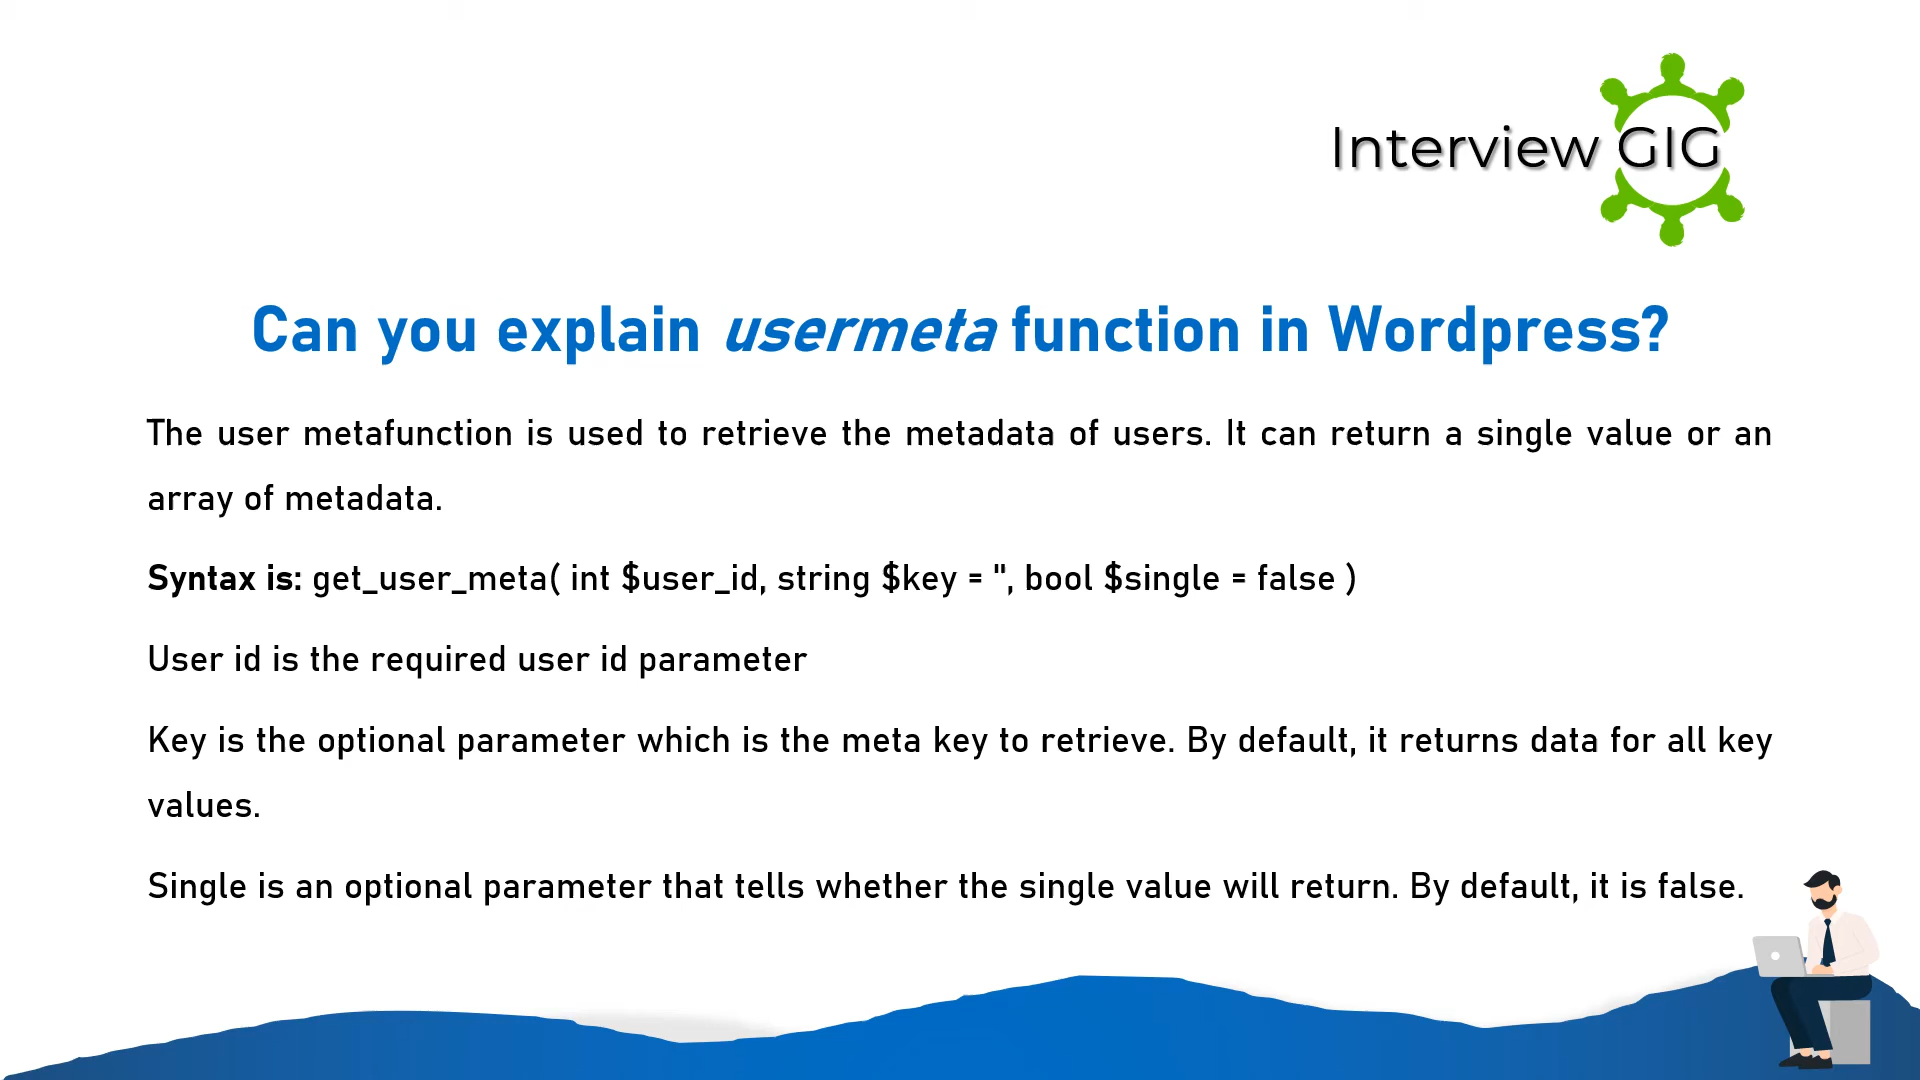 Interview GIG
Can you explain usermeta function in Wordpress?
The user metafunction is used to retrieve the metadata of users. It can return a single value or an
array of metadata.
Syntax is: get_user_meta( int $user_id, string $key = ", bool $single = false )
User id is the required user id parameter
Key is the optional parameter which is the meta key to retrieve. By default, it returns data for all key
values.
Single is an optional parameter that tells whether the single value will return. By default, it is false.